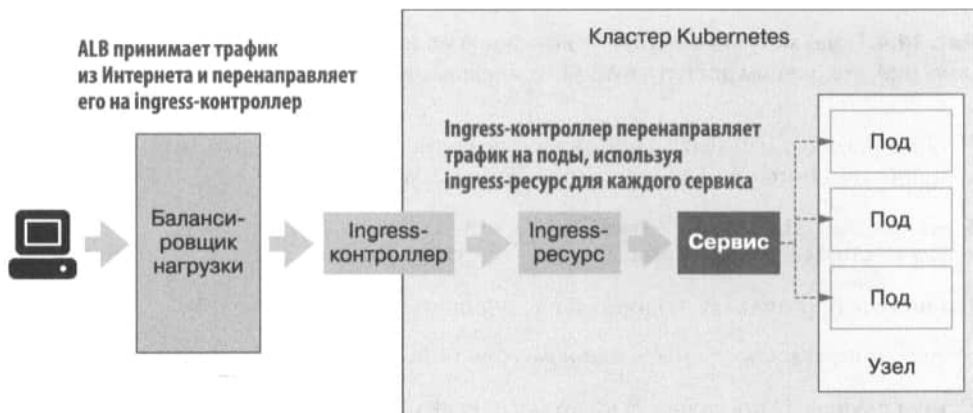 ALB принимает трафик
из Интернета и перенаправляет
его на ingress-контроллер
Кластер Kubernetes
Ingress-контроллер перенаправляет
трафик на поды, используя
ingress-ресурс для каждого сервиса
Баланси-
ровщик
нагрузки
Ingress-
контроллер
Ingress-
ресурс
Сервис
Под
Под
Под
Узел